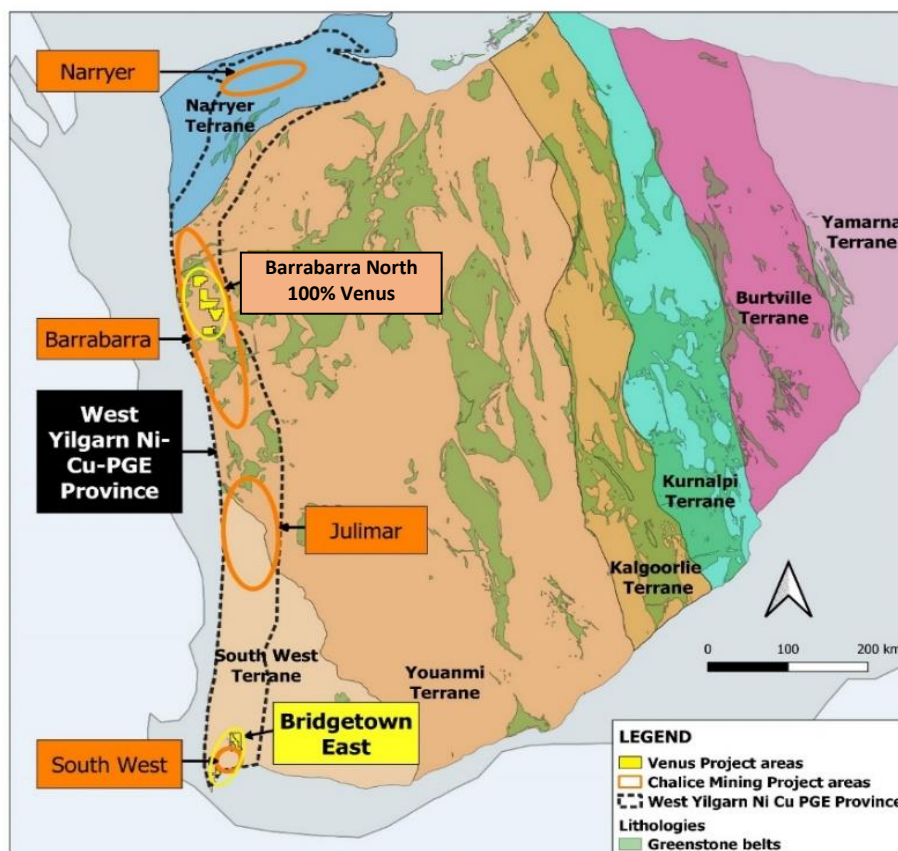 Narryer
Narryer
Terrane
Barrabarra North
100% Venus
Barrabarra
West
Yilgarn Ni-
Cu-PGE
Province
Julimar
Yamarna
Terrane
Burtville
Terrane
Kurnalpi
Terrane
Kalgoorlie
Terrane
South West
Terrane
Youanmi
Terrane
Bridgetown
East
South West
0 100 200 km
LEGEND
Venus Project areas
Chalice Mining Project areas
West Yilgarn Ni Cu PGE Province
Lithologies
Greenstone belts